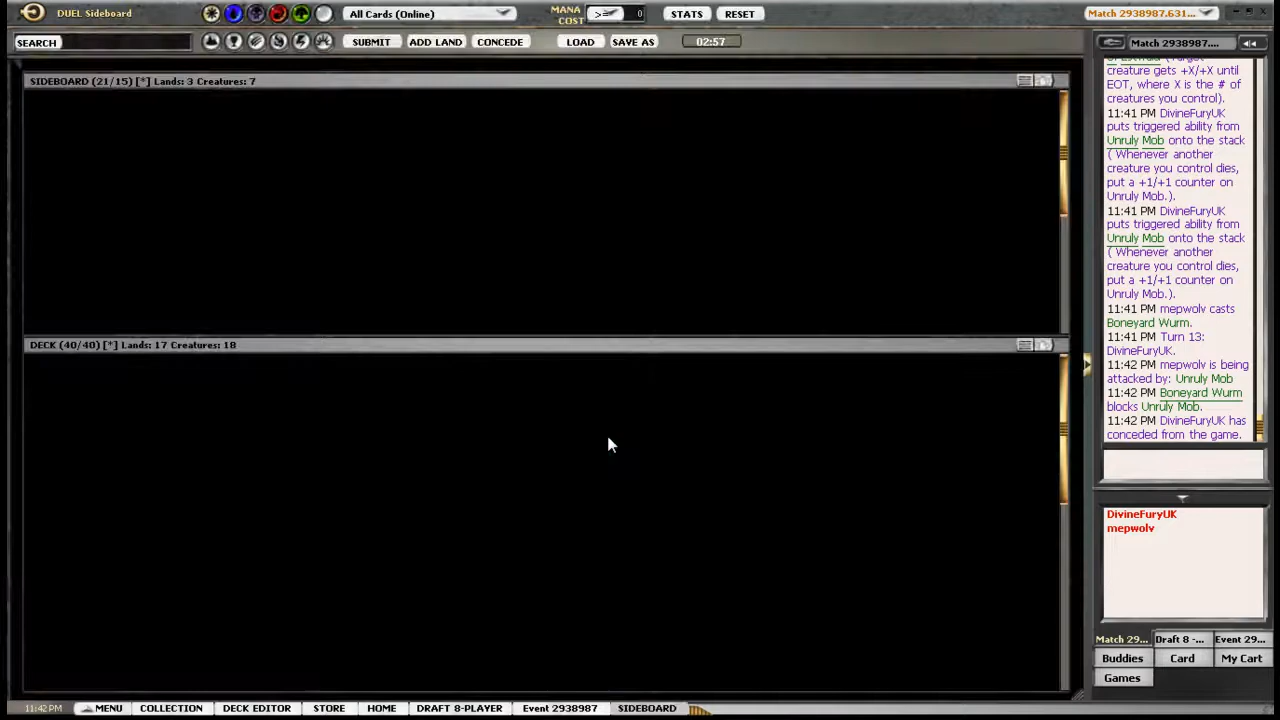 DUEL Sideboard
All Cards (Online)
MANA
COST
>=
0
STATS
RESET
Match 2938987.631...
SEARCH
SUBMIT
ADD LAND
CONCEDE
LOAD
SAVE AS
02:57
Match 2938987....
SIDEBOARD (21/15) [*] Lands: 3 Creatures: 7
DECK (40/40) [*] Lands: 17 Creatures: 18
creature gets +X/+X until
EOT, where X is the # of
creatures you control).
11:41 PM DivineFuryUK
puts triggered ability from
Unruly Mob onto the stack
( Whenever another
creature you control dies,
put a +1/+1 counter on
Unruly Mob.).
11:41 PM DivineFuryUK
puts triggered ability from
Unruly Mob onto the stack
( Whenever another
creature you control dies,
put a +1/+1 counter on
Unruly Mob.).
11:41 PM mepwolv casts
Boneyard Wurm.
11:41 PM Turn 13:
DivineFuryUK.
11:42 PM mepwolv is being
attacked by: Unruly Mob
11:42 PM Boneyard Wurm
blocks Unruly Mob.
11:42 PM DivineFuryUK has
conceded from the game.
DivineFuryUK
mepwolv
Match 29...
Draft 8 -...
Event 29...
Buddies
Card
My Cart
Games
11:42 PM
MENU
COLLECTION
DECK EDITOR
STORE
HOME
DRAFT 8-PLAYER
Event 2938987
SIDEBOARD